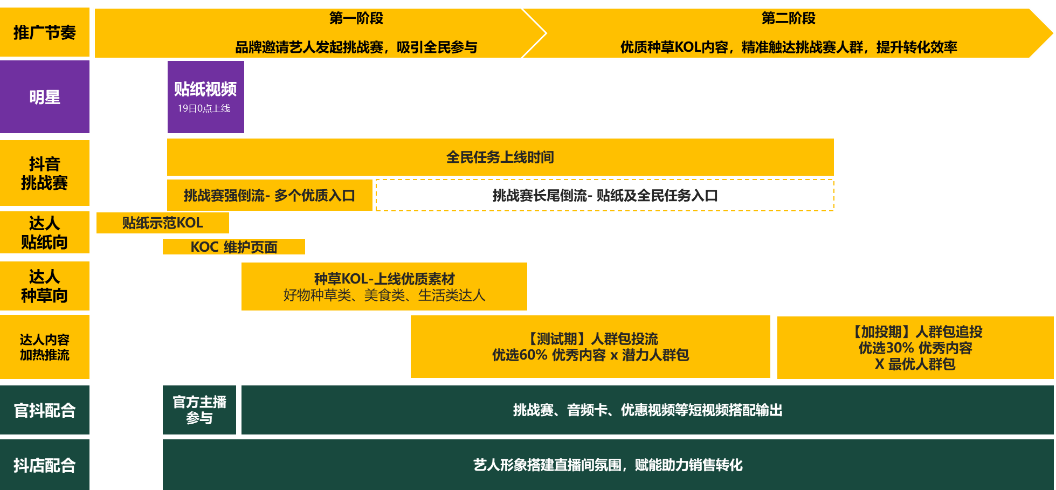 推广节奏
第一阶段
品牌邀请艺人发起挑战赛，吸引全民参与
第二阶段
优质种草KOL内容，精准触达挑战赛人群，提升转化效率
明星
贴纸视频
19日0点上线
抖音
挑战赛
全民任务上线时间
挑战赛强倒流- 多个优质入口
挑战赛长尾倒流- 贴纸及全民任务入口
达人
贴纸向
贴纸示范KOL
KOC 维护页面
达人
种草向
种草KOL-上线优质素材
好物种草类、美食类、生活类达人
达人内容
加热推流
【测试期】人群包投流
优选60% 优秀内容 x 潜力人群包
【加投期】人群包追投
优选30% 优秀内容
X 最优人群包
官抖配合
官方主播
参与
挑战赛、音频卡、优惠视频等短视频搭配输出
抖店配合
艺人形象搭建直播间氛围，赋能助力销售转化